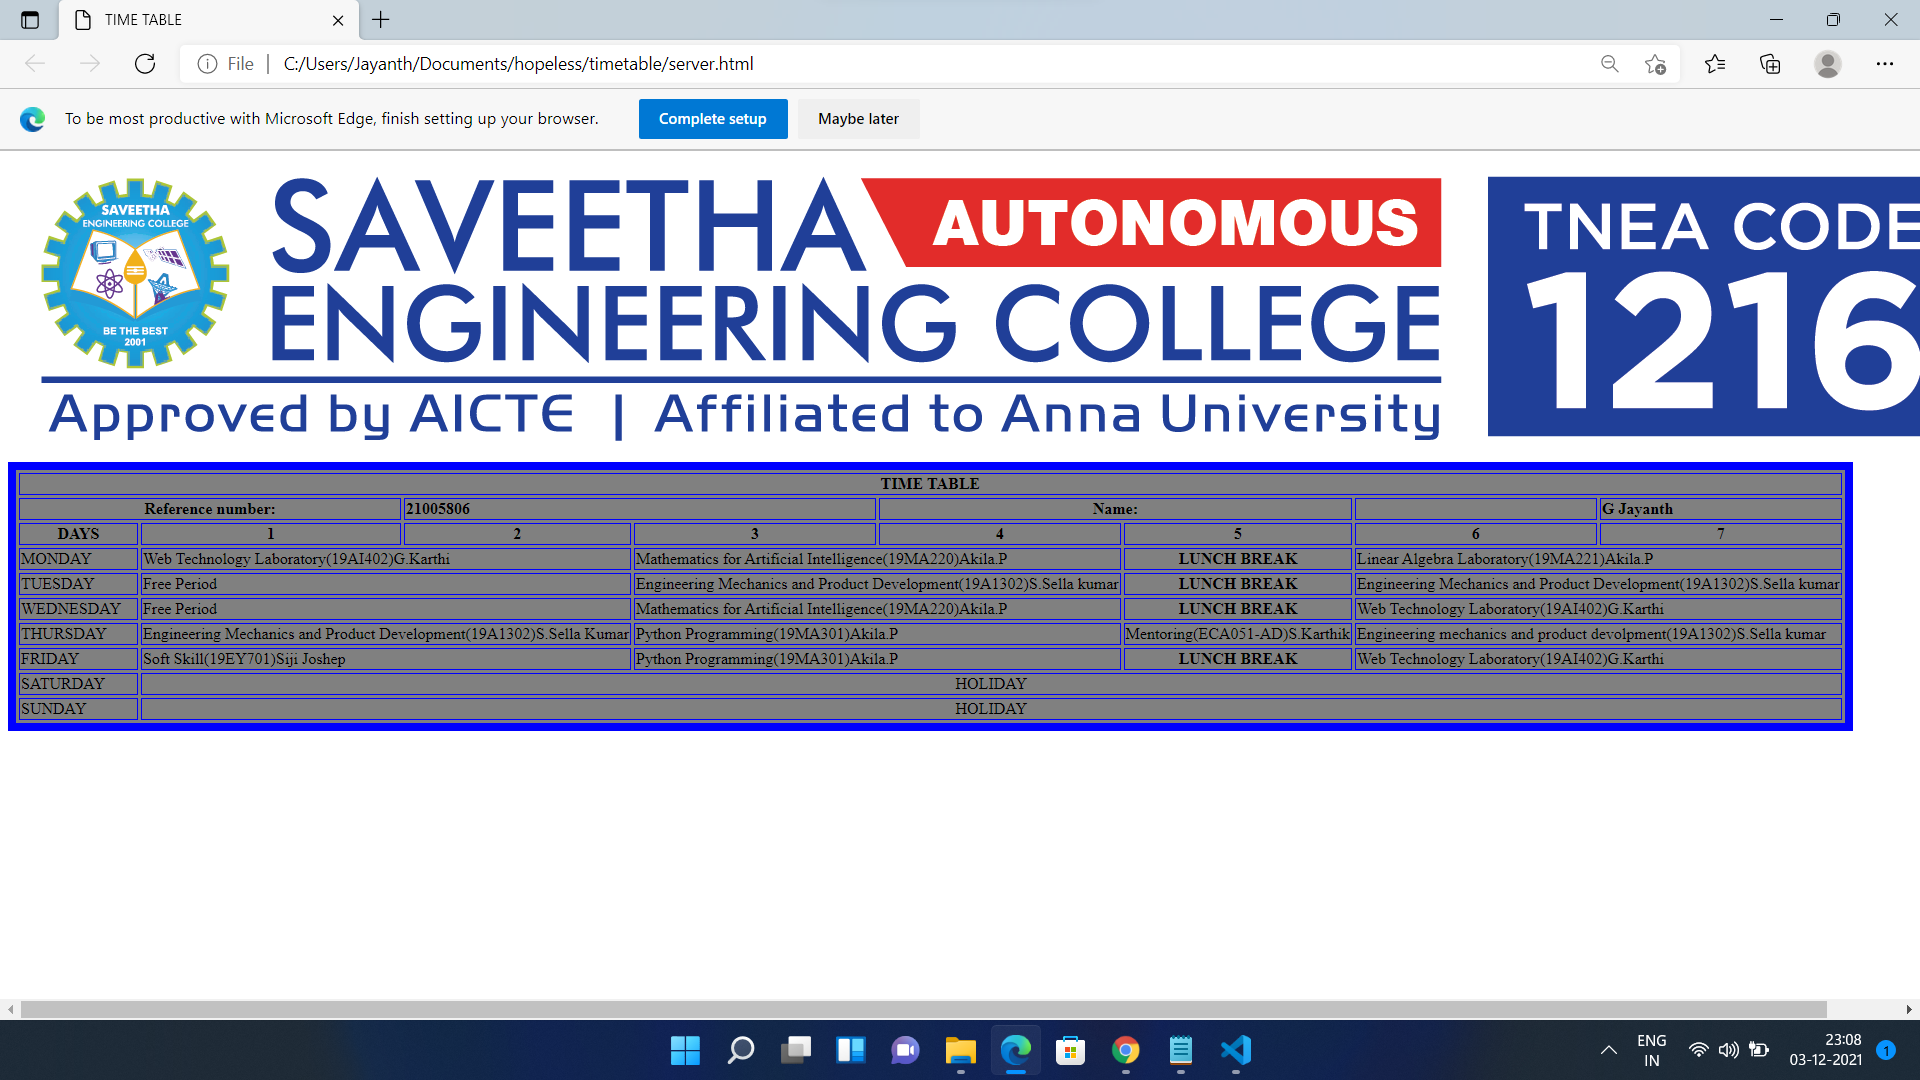 TIME TABLE
File C:/Users/Jayanth/Documents/hopeless/timetable/server.html
To be most productive with Microsoft Edge, finish setting up your browser. Complete setup Maybe later
SAVEETHA
ENGINEERING COLLEGE
BE THE BEST
2001
SAVEETHA AUTONOMOUS
ENGINEERING COLLEGE
Approved by AICTE | Affiliated to Anna University
TNEA CODE
1216
TIME TABLE
Reference number: 21005806 Name: G Jayanth
DAYS 1 2 3 4 5 6 7
MONDAY Web Technology Laboratory(19AI402)G.Karthi Mathematics for Artificial Intelligence(19MA220)Akila.P LUNCH BREAK Linear Algebra Laboratory(19MA221)Akila.P
TUESDAY Free Period Engineering Mechanics and Product Development(19A1302)S.Sella kumar LUNCH BREAK Engineering Mechanics and Product Development(19A1302)S.Sella kumar
WEDNESDAY Free Period Mathematics for Artificial Intelligence(19MA220)Akila.P LUNCH BREAK Web Technology Laboratory(19AI402)G.Karthi
THURSDAY Engineering Mechanics and Product Development(19A1302)S.Sella Kumar Python Programming(19MA301)Akila.P Mentoring(ECA051-AD)S.Karthik Engineering mechanics and product devolpment(19A1302)S.Sella kumar
FRIDAY Soft Skill(19EY701)Siji Joshep Python Programming(19MA301)Akila.P LUNCH BREAK Web Technology Laboratory(19AI402)G.Karthi
SATURDAY HOLIDAY
SUNDAY HOLIDAY
ENG
IN
23:08
03-12-2021
1